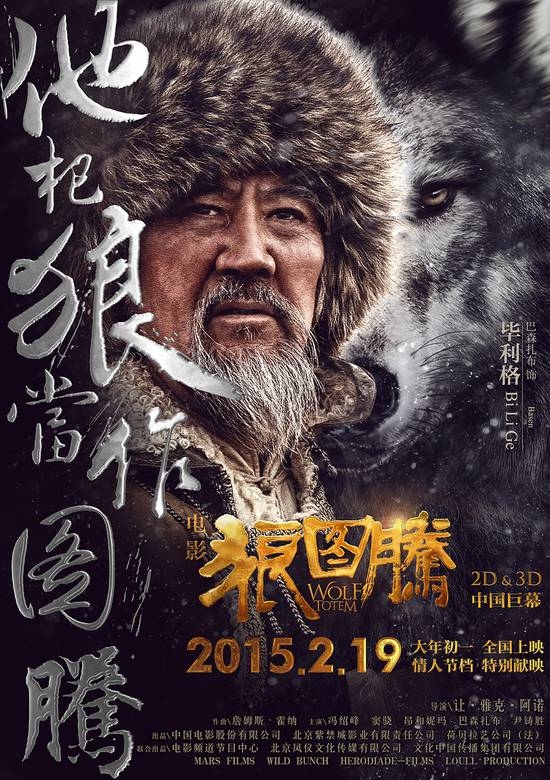 他把狼當作图騰
巴森扎布 饰
毕利格 BiLiGe
Basen
电影
狼图騰
WOLF
TOTEM
2D & 3D
中国巨幕
2015.2.19
大年初一 全国上映
情人节档 特别献映
导演\让·雅克·阿诺
作曲\詹姆斯·霍纳 主演\冯绍峰 窦骁 昂和妮玛 巴森扎布 尹铸胜
出品\中国电影股份有限公司 北京紫禁城影业有限责任公司 荷贝拉艺公司(法)
联合出品\电影频道节目中心 北京凤仪文化传媒有限公司 文化中国传播集团有限公司
MARS FILMS WILD BUNCH HERODIADE–FILMS LOULL PRODUCTION